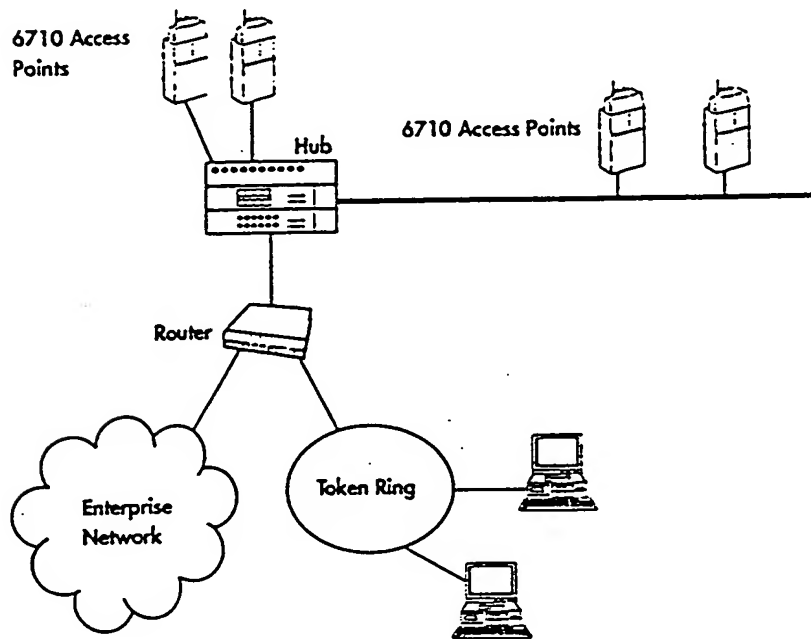 6710 Access
Points
Hub
6710 Access Points
Router
Enterprise
Network
Token Ring